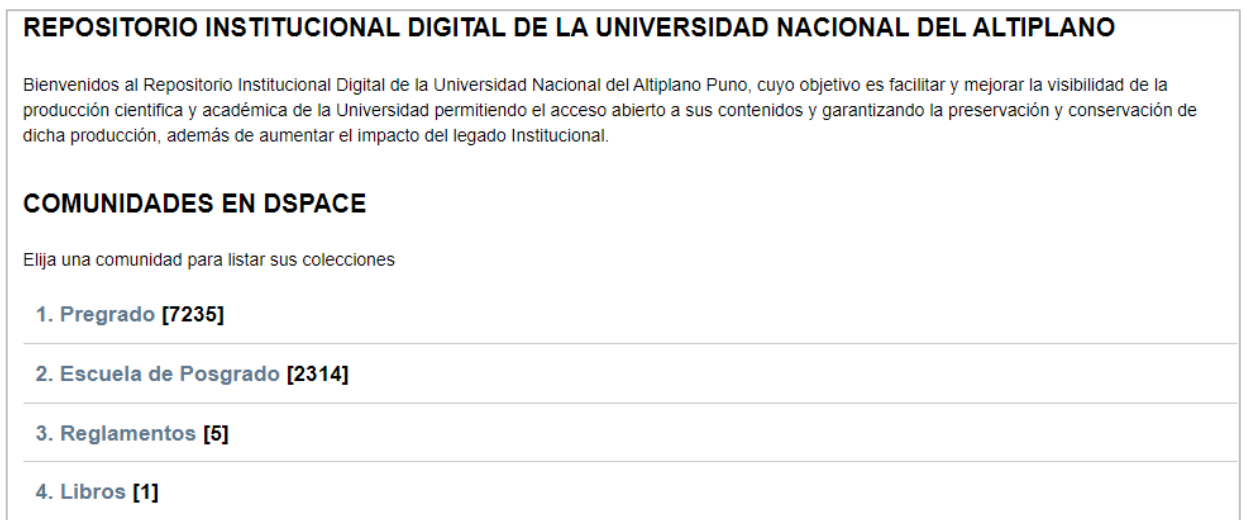 REPOSITORIO INSTITUCIONAL DIGITAL DE LA UNIVERSIDAD NACIONAL DEL ALTIPLANO
Bienvenidos al Repositorio Institucional Digital de la Universidad Nacional del Altiplano Puno, cuyo objetivo es facilitar y mejorar la visibilidad de la
producción científica y académica de la Universidad permitiendo el acceso abierto a sus contenidos y garantizando la preservación y conservación de
dicha producción, además de aumentar el impacto del legado Institucional.
COMUNIDADES EN DSPACE
Elija una comunidad para listar sus colecciones
1. Pregrado [7235]
2. Escuela de Posgrado [2314]
3. Reglamentos [5]
4. Libros [1]